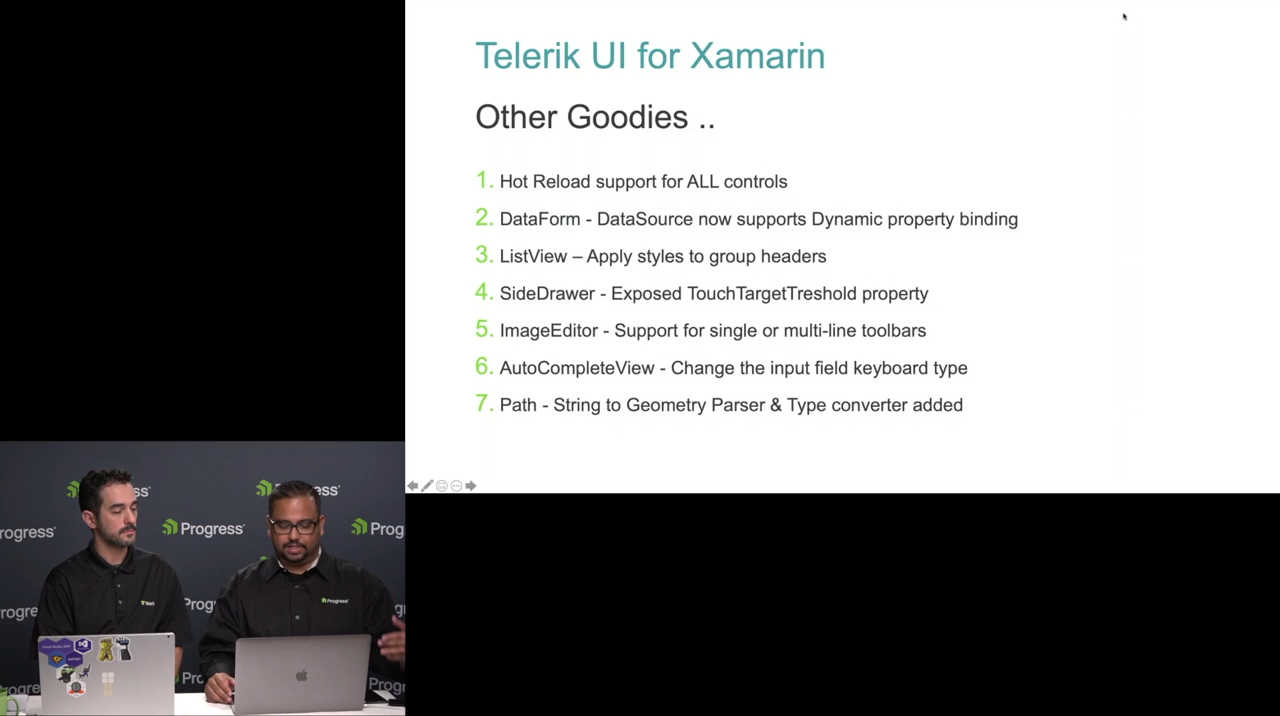 Telerik UI for Xamarin
Other Goodies ..
1. Hot Reload support for ALL controls
2. DataForm - DataSource now supports Dynamic property binding
3. ListView – Apply styles to group headers
4. SideDrawer - Exposed TouchTargetTreshold property
5. ImageEditor - Support for single or multi-line toolbars
6. AutoCompleteView - Change the input field keyboard type
7. Path - String to Geometry Parser & Type converter added
Progress
Progress